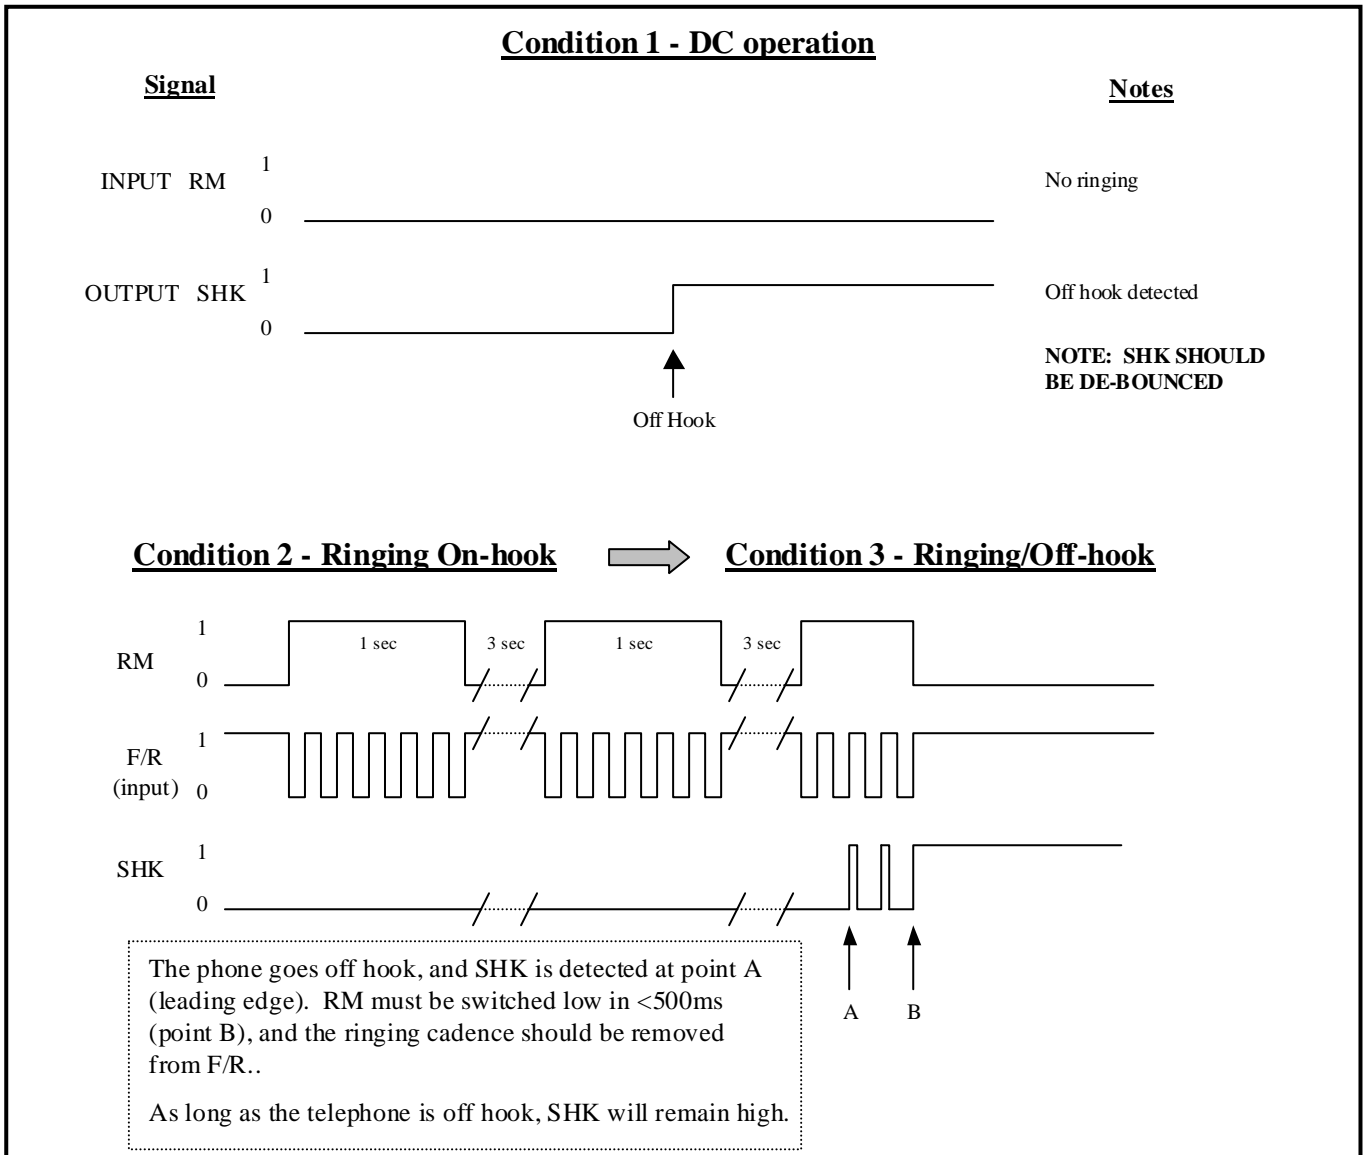 Condition 1 - DC operation
Signal
Notes
INPUT RM
1
0
No ringing
OUTPUT SHK
1
0
Off hook detected
NOTE: SHK SHOULD
BE DE-BOUNCED
Off Hook
Condition 2 - Ringing On-hook
Condition 3 - Ringing/Off-hook
RM
1
0
1 sec
3 sec
1 sec
3 sec
F/R
(input)
1
0
SHK
1
0
A
B
The phone goes off hook, and SHK is detected at point A
(leading edge). RM must be switched low in <500ms
(point B), and the ringing cadence should be removed
from F/R..
As long as the telephone is off hook, SHK will remain high.